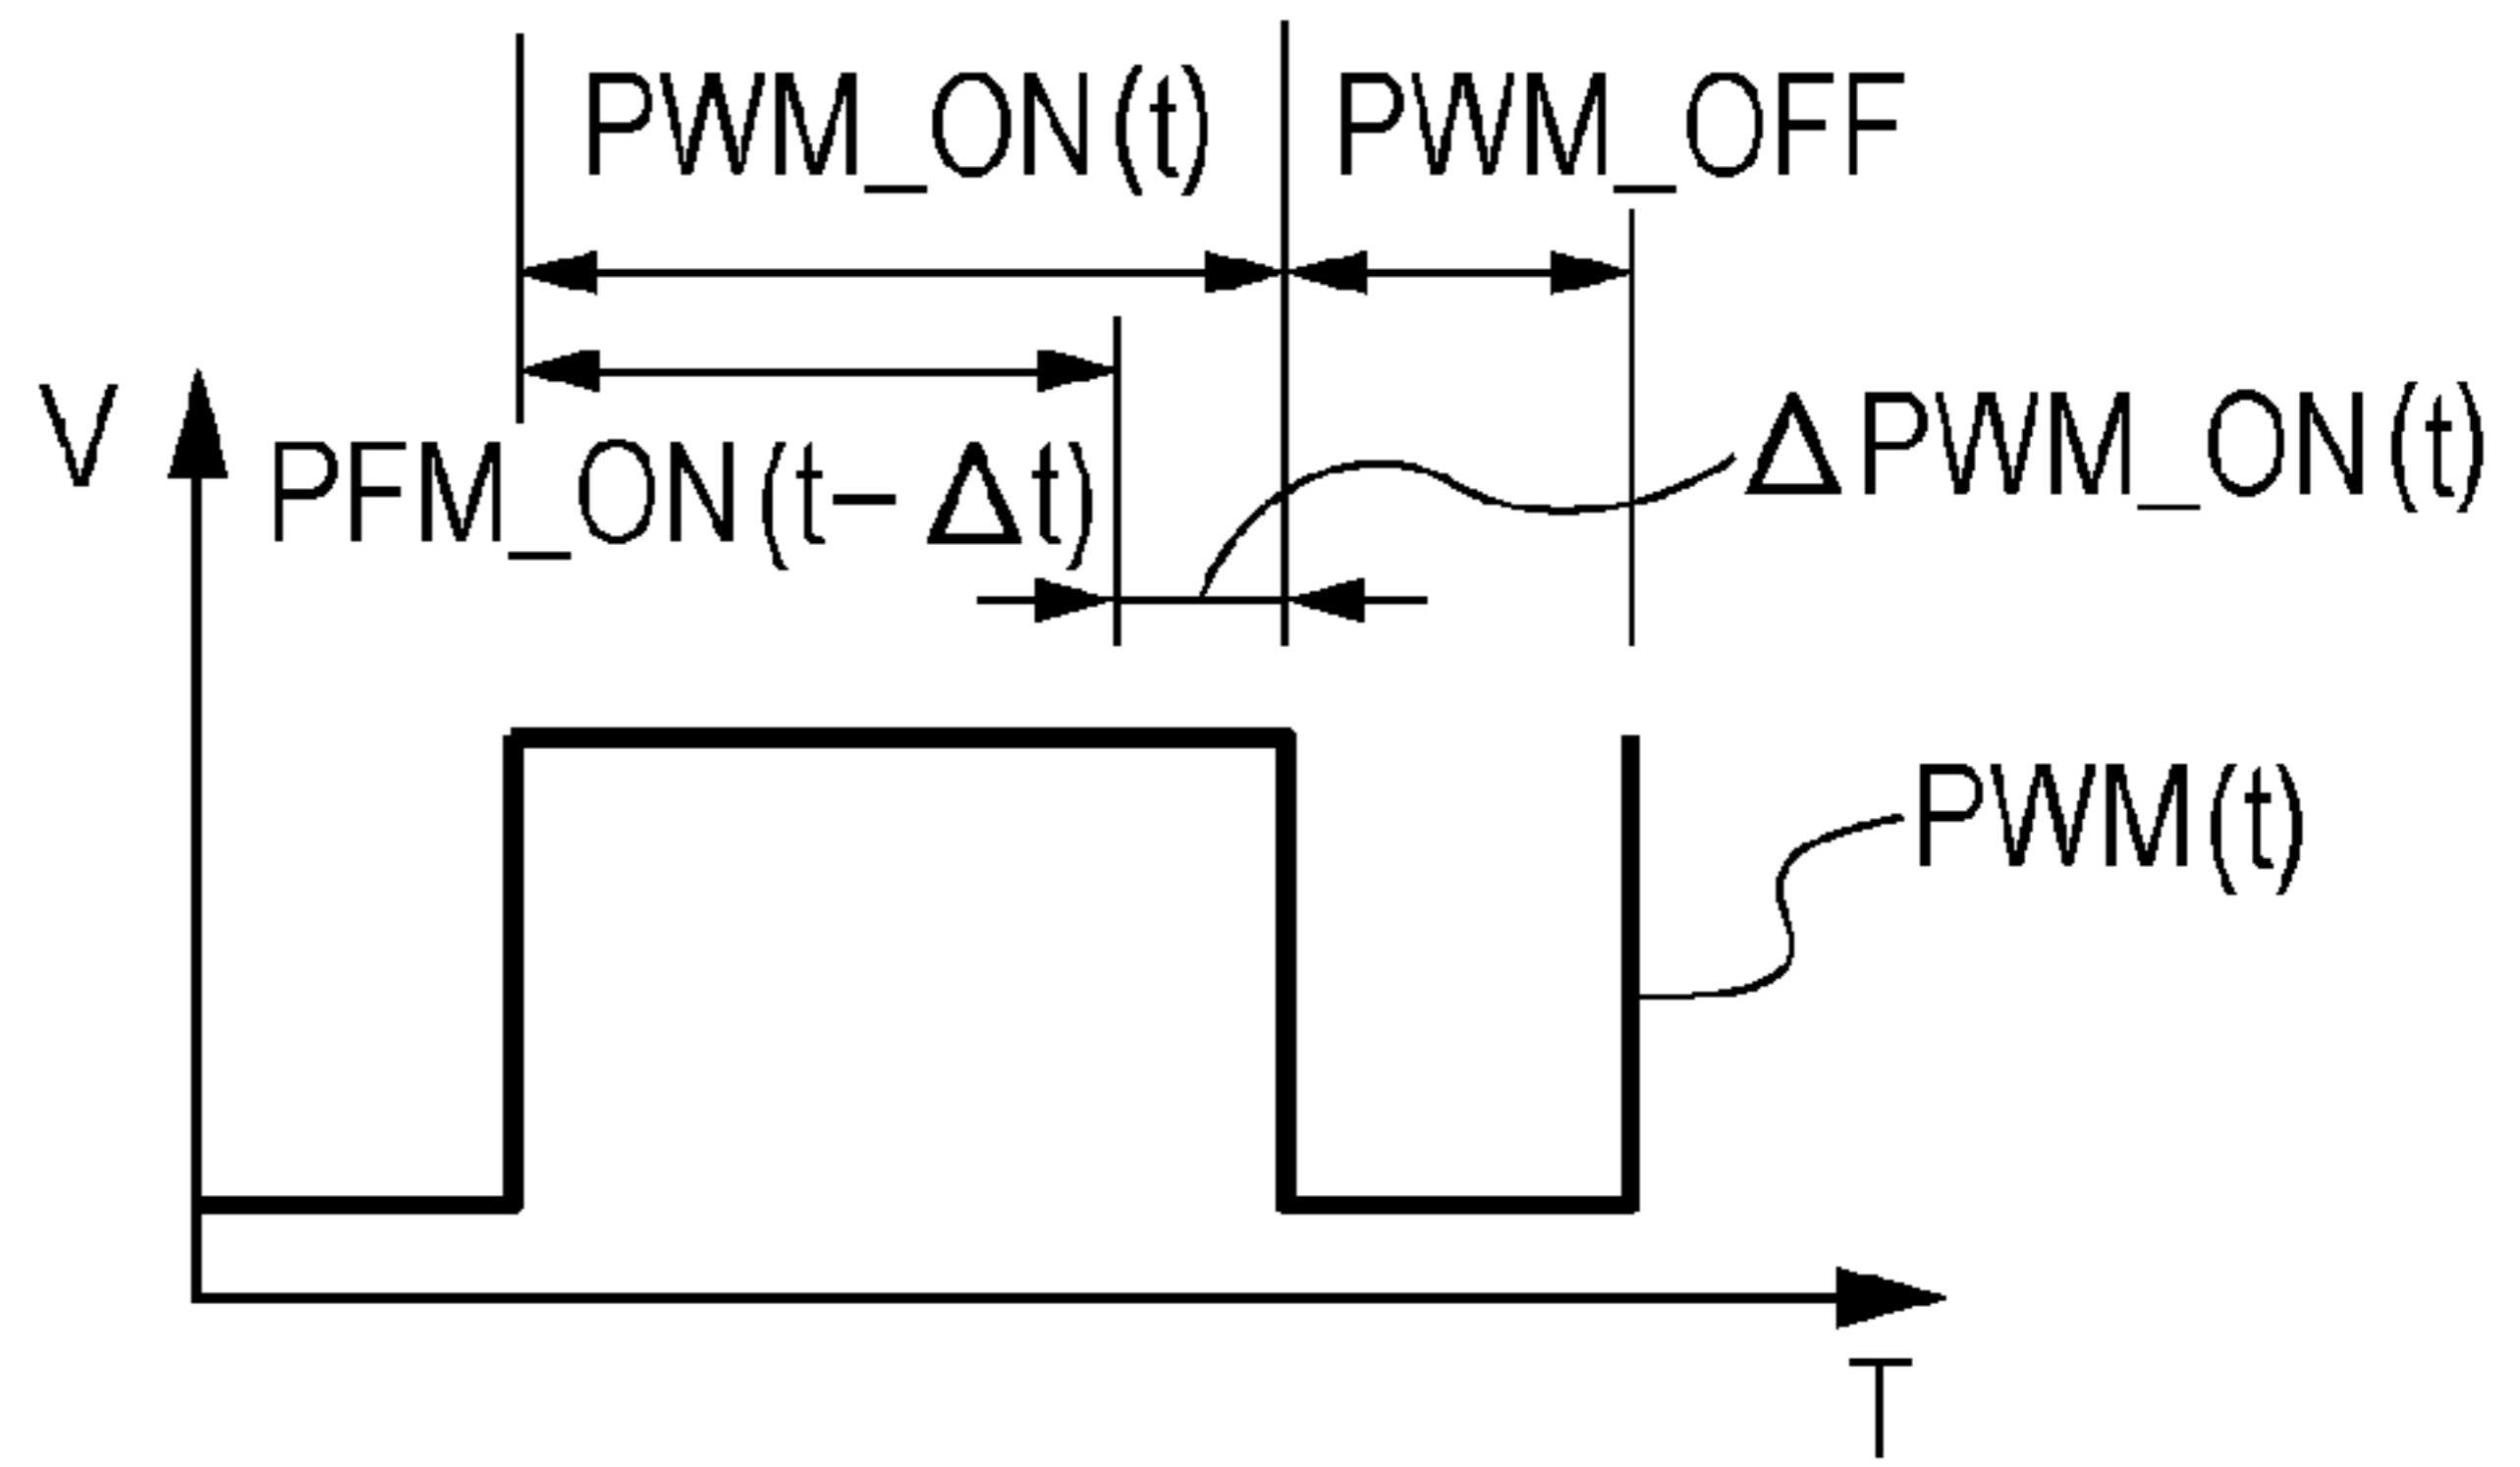 PWM_ON(t) PWM_OFF
V
PFM_ON(t-Δt)
ΔPWM_ON(t)
PWM(t)
T